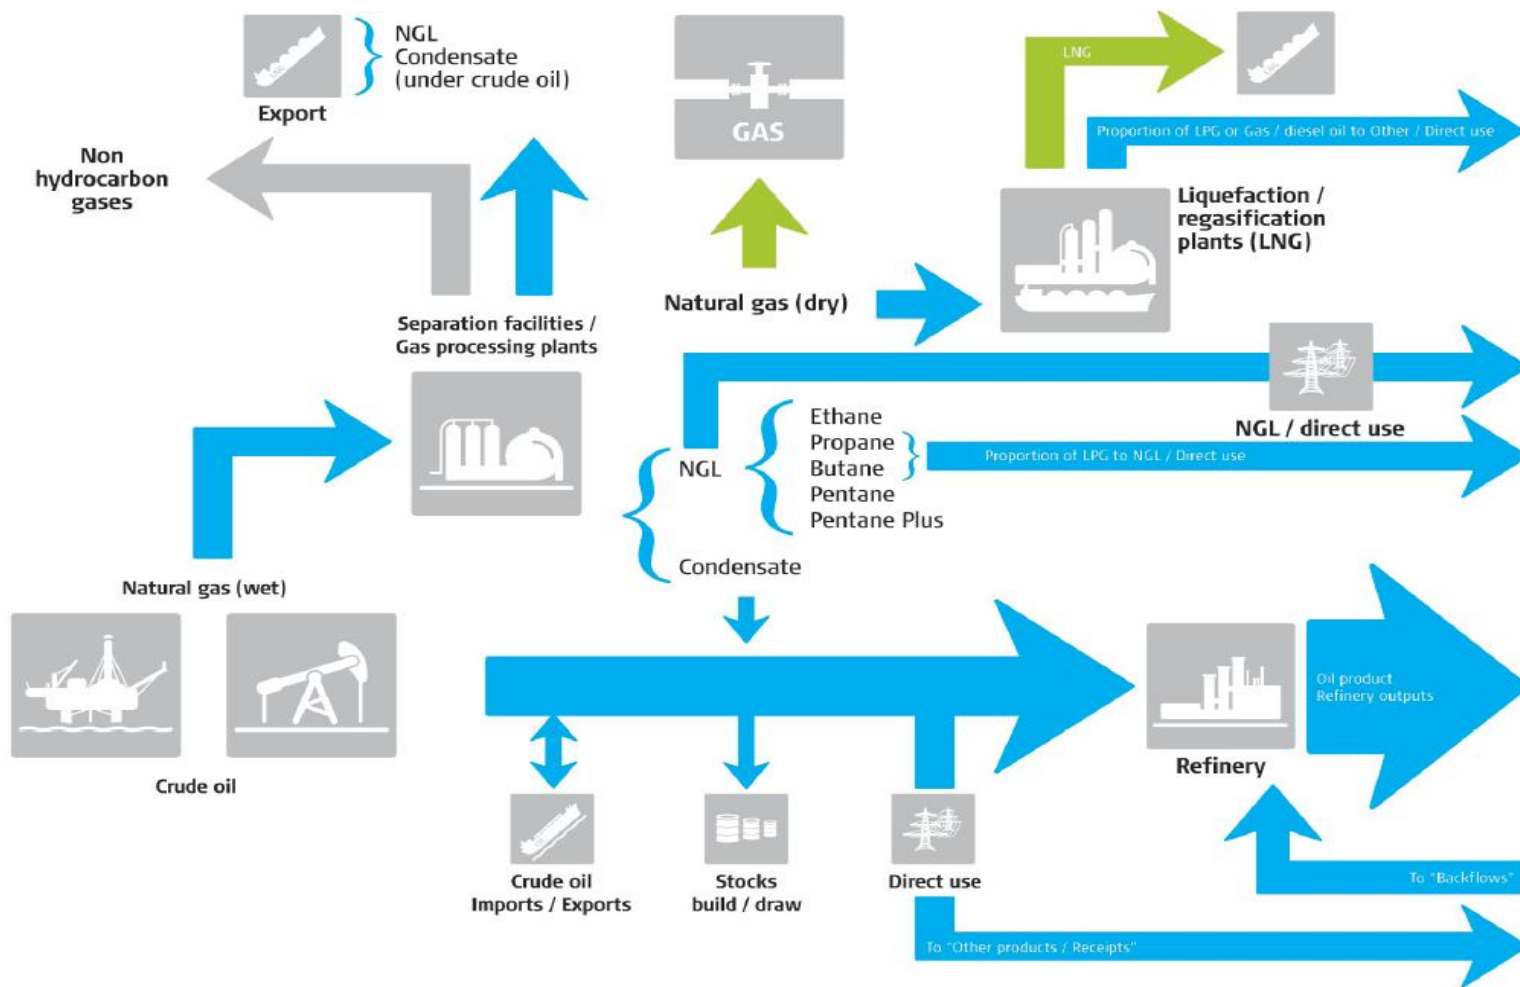 NGL
Condensate
(under crude oil)
Export
Non
hydrocarbon
gases
GAS
LNG
LNG
Proportion of LPG or Gas / diesel oil to Other / Direct use
Liquefaction /
regasification
plants (LNG)
Natural gas (dry)
Separation facilities /
Gas processing plants
NGL / direct use
NGL
Ethane
Propane
Butane
Pentane
Pentane Plus
Proportion of LPG to NGL / Direct use
Condensate
Natural gas (wet)
Crude oil
Oil product
Refinery outputs
Refinery
Crude oil
Imports / Exports
Stocks
build / draw
Direct use
To "Backflows"
To "Other products / Receipts"